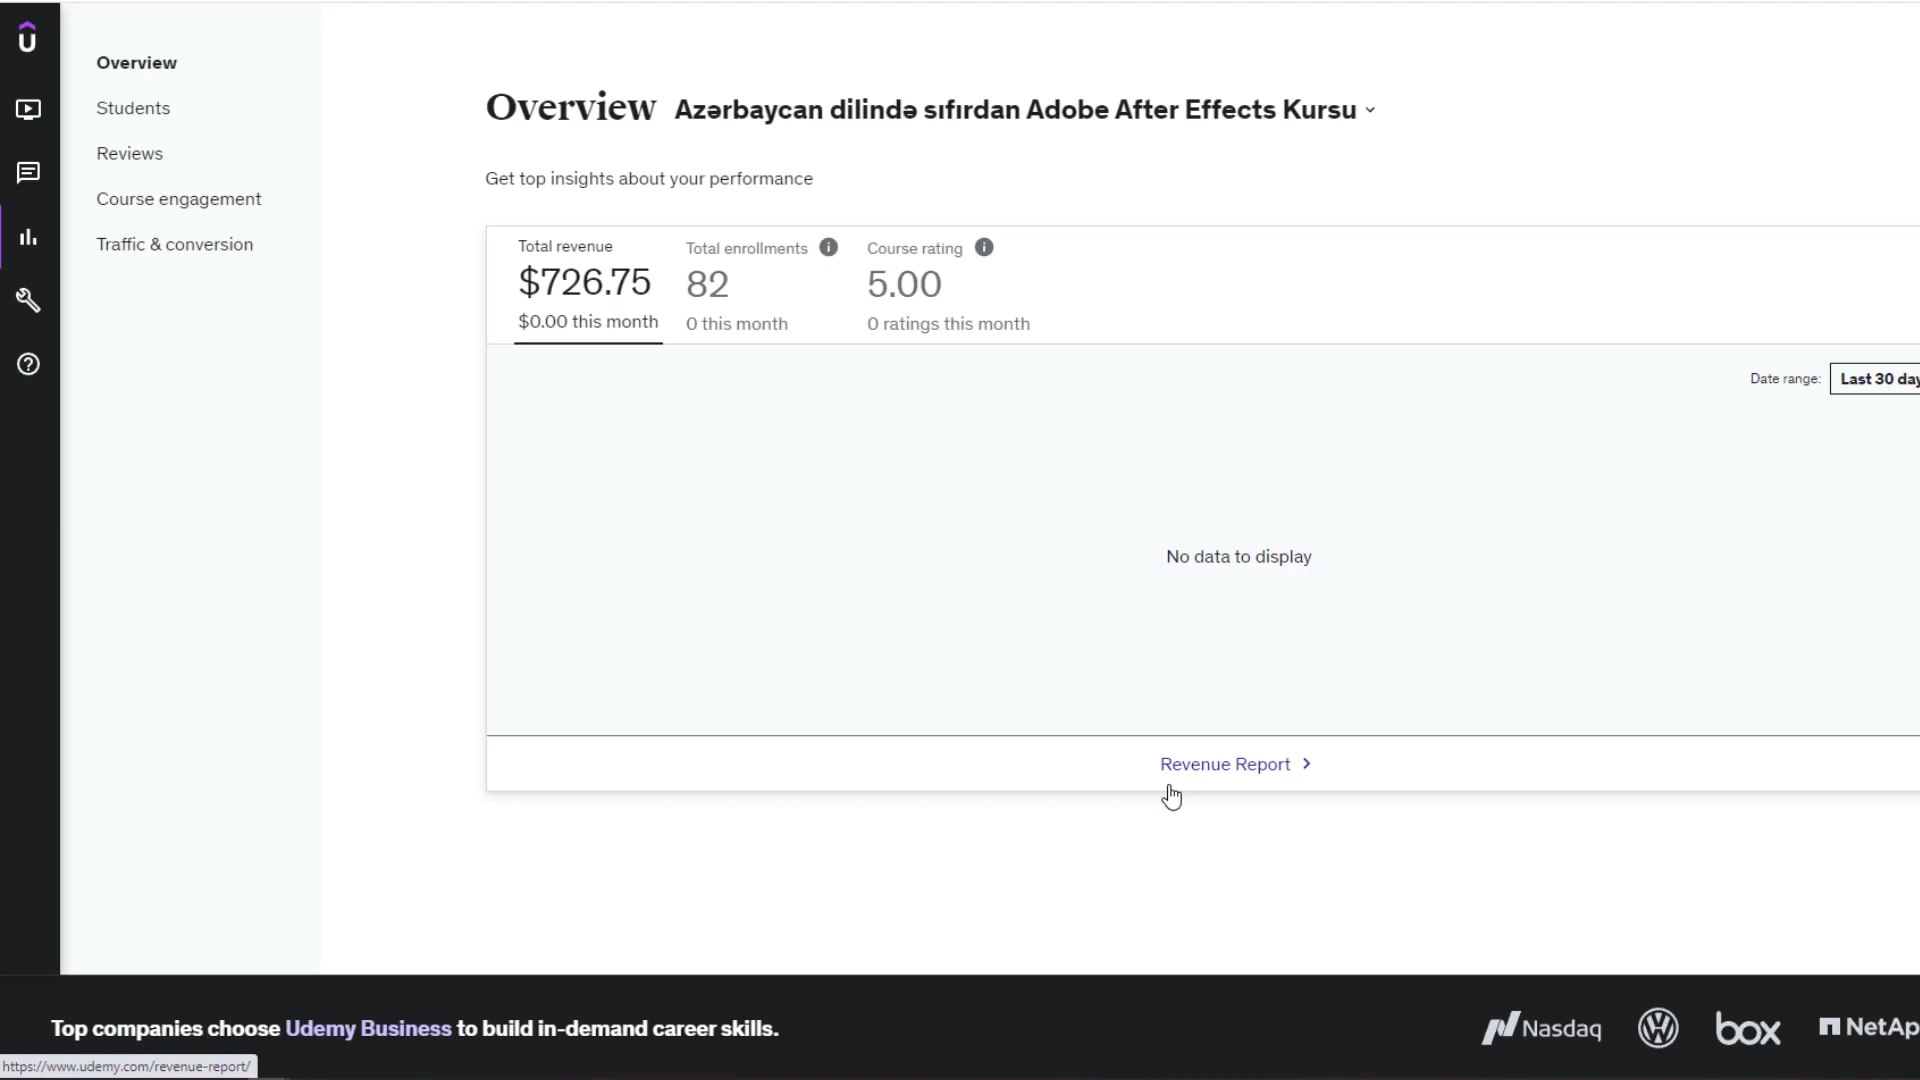 Overview
Students
Reviews
Course engagement
Traffic & conversion
Overview Azərbaycan dilində sıfırdan Adobe After Effects Kursu
Get top insights about your performance
Total revenue
$726.75
$0.00 this month
Total enrollments
82
0 this month
Course rating
5.00
0 ratings this month
Date range: Last 30 day
No data to display
Revenue Report
Top companies choose Udemy Business to build in-demand career skills.
Nasdaq
box
NetAp
https://www.udemy.com/revenue-report/